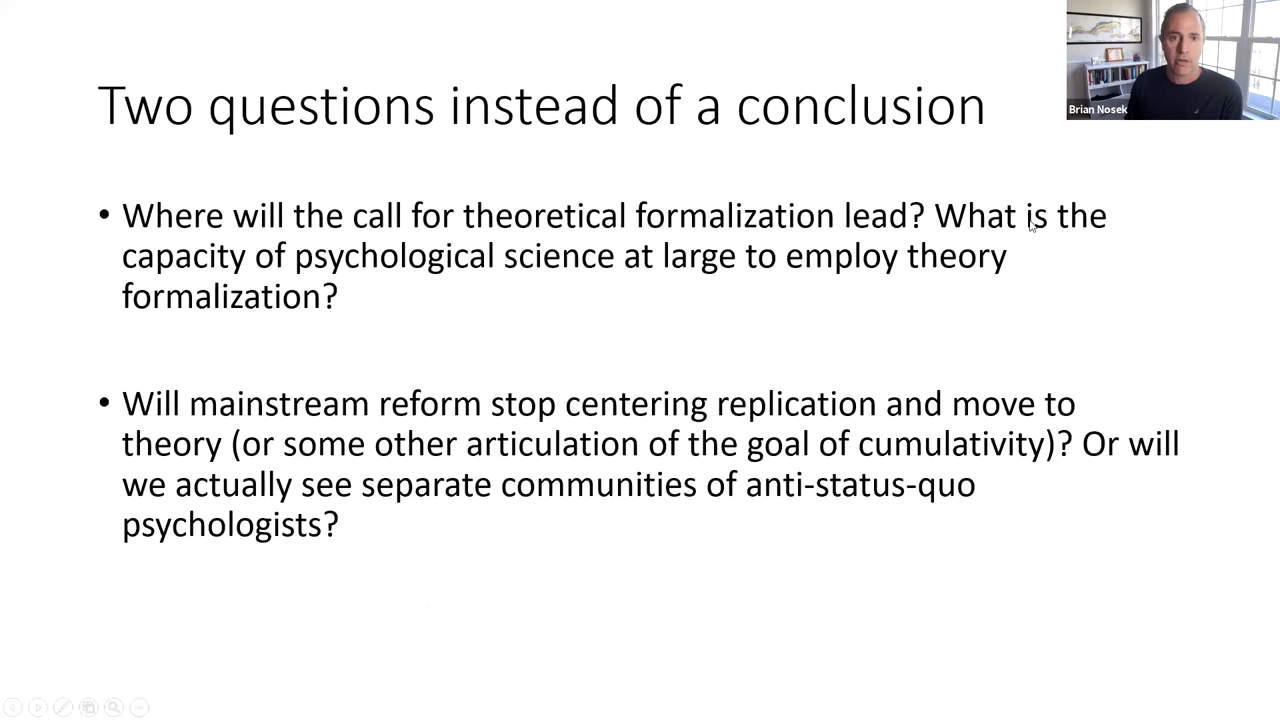 Two questions instead of a conclusion
Brian Nosek
• Where will the call for theoretical formalization lead? What is the
capacity of psychological science at large to employ theory
formalization?
• Will mainstream reform stop centering replication and move to
theory (or some other articulation of the goal of cumulativity)? Or will
we actually see separate communities of anti-status-quo
psychologists?